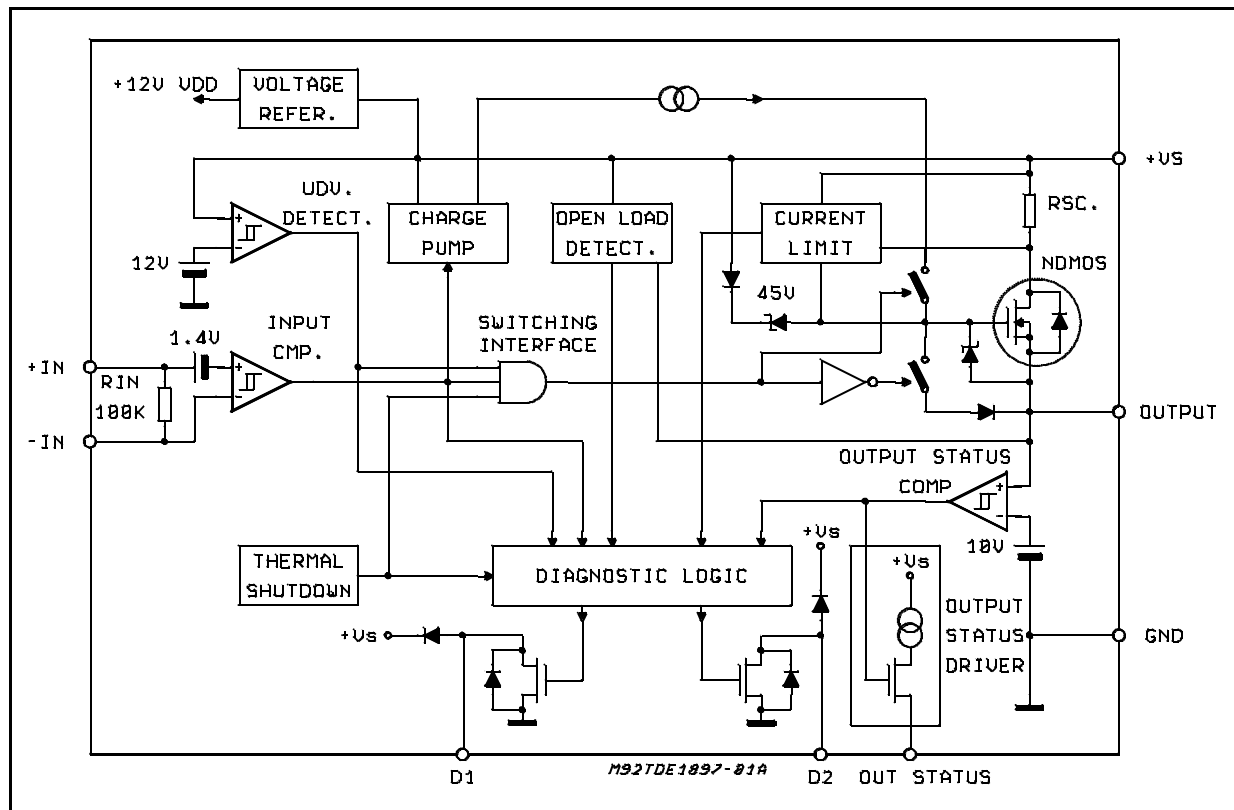 +12V VDD
VOLTAGE
REFER.
+VS
UDV.
DETECT.
CHARGE
PUMP
OPEN LOAD
DETECT.
CURRENT
LIMIT
RSC.
+
-
12V
NDMOS
45V
1.4V
INPUT
CMP.
SWITCHING
INTERFACE
+IN
RIN
100K
+
-
-IN
OUTPUT
OUTPUT STATUS
COMP
+
-
10V
THERMAL
SHUTDOWN
DIAGNOSTIC LOGIC
+Vs
+Vs
OUTPUT
STATUS
DRIVER
+Vs
GND
D1
M92TDE1897-01A
D2
OUT STATUS